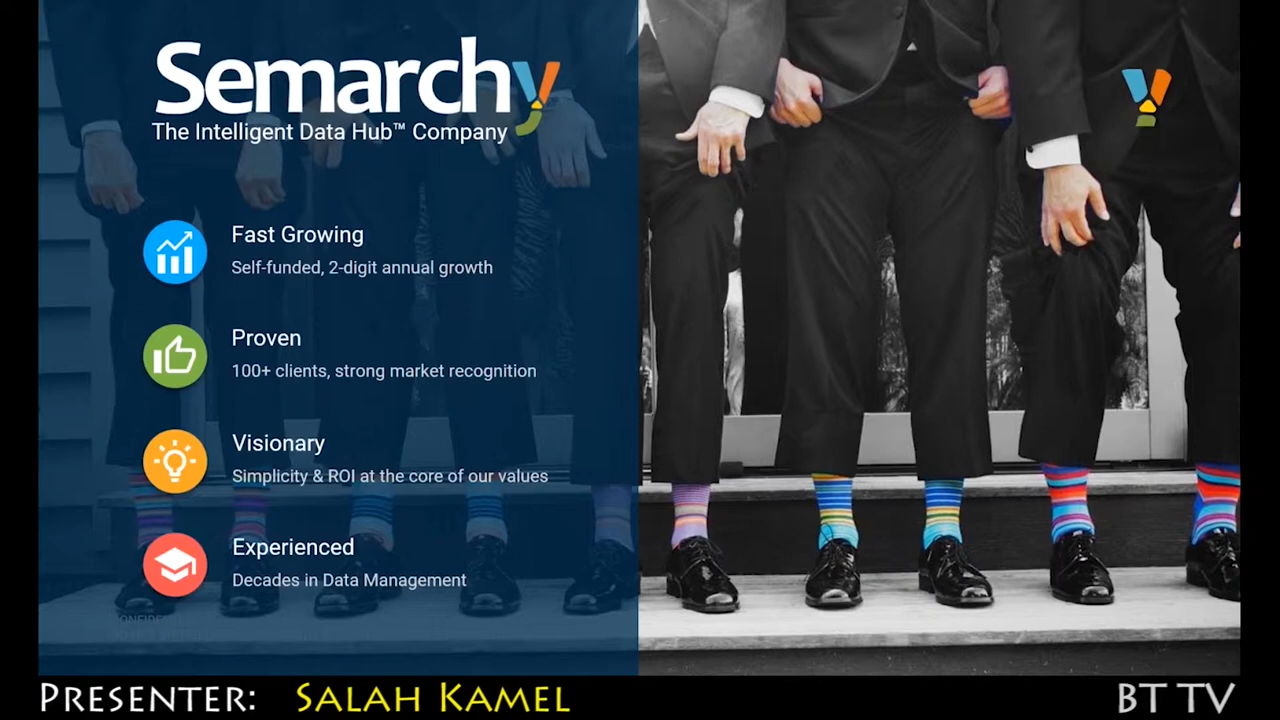 Semarchy
The Intelligent Data Hub™ Company
Fast Growing
Self-funded, 2-digit annual growth
Proven
100+ clients, strong market recognition
Visionary
Simplicity & ROI at the core of our values
Experienced
Decades in Data Management
Presenter: Salah Kamel
BT TV